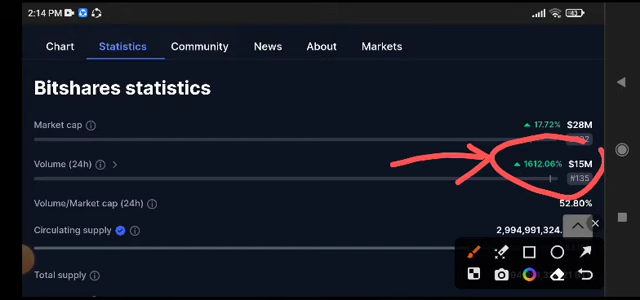 2:14 PM
Chart Statistics Community News About Markets
Bitshares statistics
Market cap 17.72% $28M
Volume (24h) > 1612.06% $15M
#135
Volume/Market cap (24h) 52.80%
Circulating supply 2,994,991,324.
Total supply